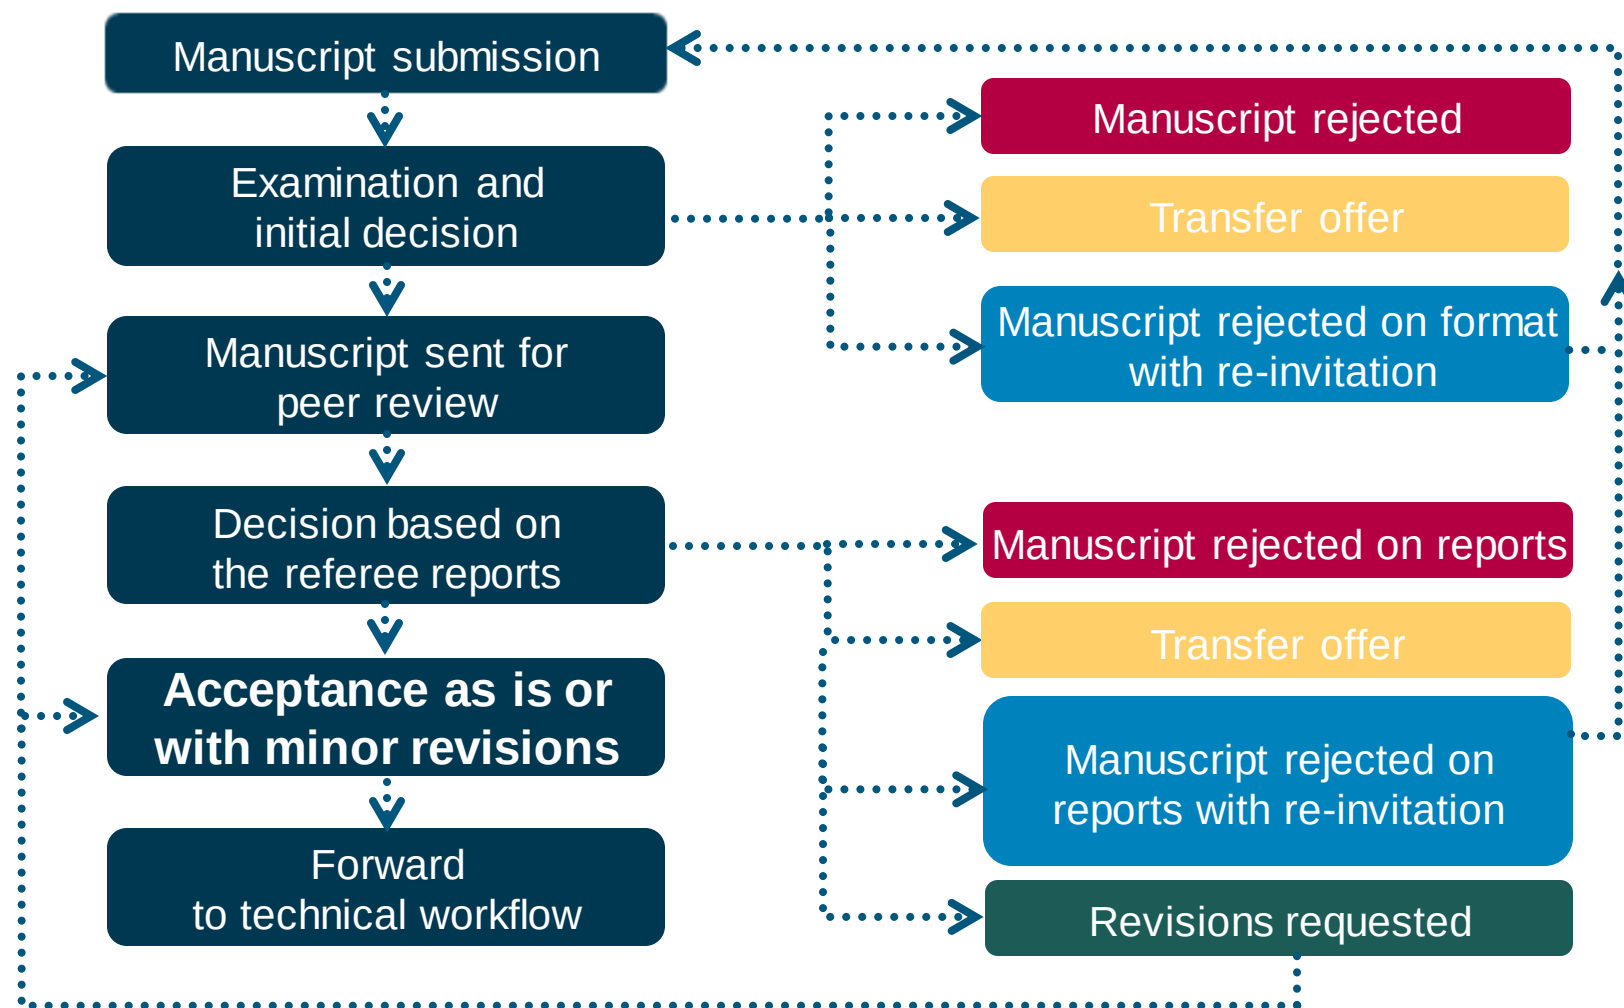 Manuscript submission
Examination and
initial decision
Manuscript sent for
peer review
Decision based on
the referee reports
Acceptance as is or
with minor revisions
Forward
to technical workflow
Manuscript rejected
Transfer offer
Manuscript rejected on format
with re-invitation
Manuscript rejected on reports
Transfer offer
Manuscript rejected on
reports with re-invitation
Revisions requested